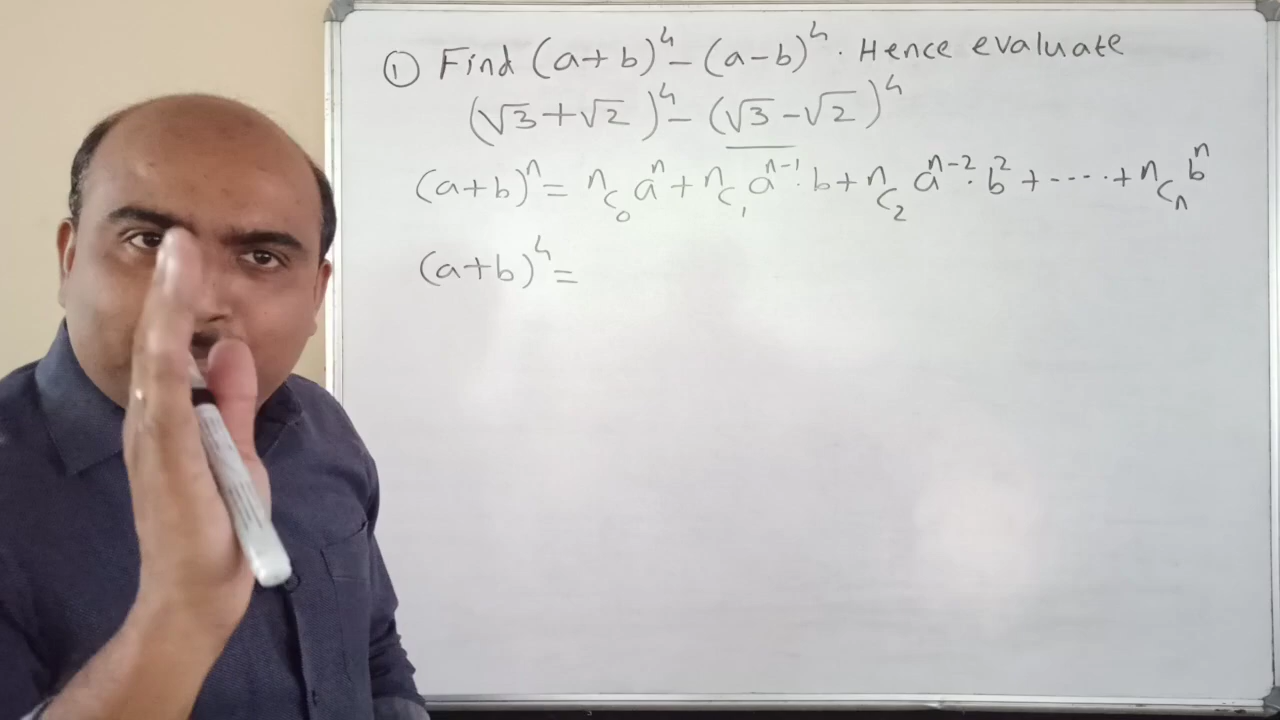 ① Find (a+b)⁴ - (a-b)⁴. Hence evaluate
(√3+√2)⁴ - (√3-√2)⁴
(a+b)ⁿ = ⁿC₀ aⁿ + ⁿC₁ aⁿ⁻¹·b + ⁿC₂ aⁿ⁻²·b² + ····· + ⁿCₙ bⁿ
(a+b)⁴ =